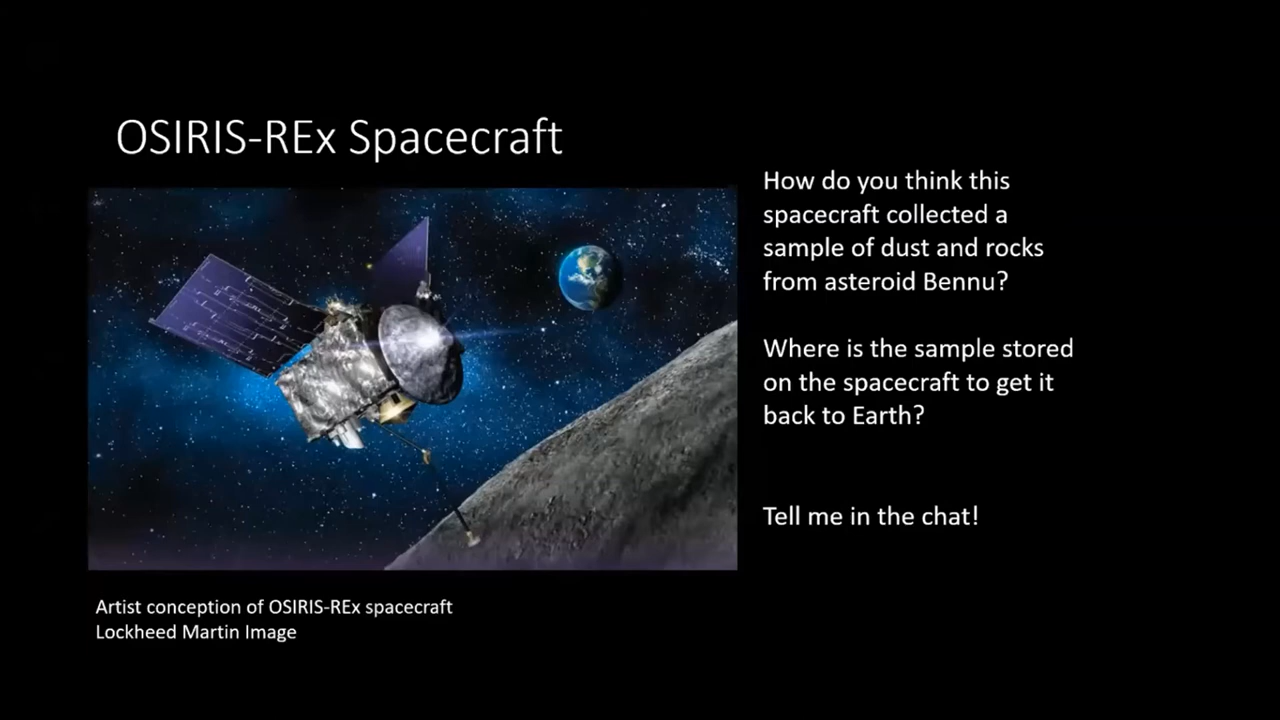 OSIRIS-REx Spacecraft
How do you think this
spacecraft collected a
sample of dust and rocks
from asteroid Bennu?
Where is the sample stored
on the spacecraft to get it
back to Earth?
Tell me in the chat!
Artist conception of OSIRIS-REx spacecraft
Lockheed Martin Image